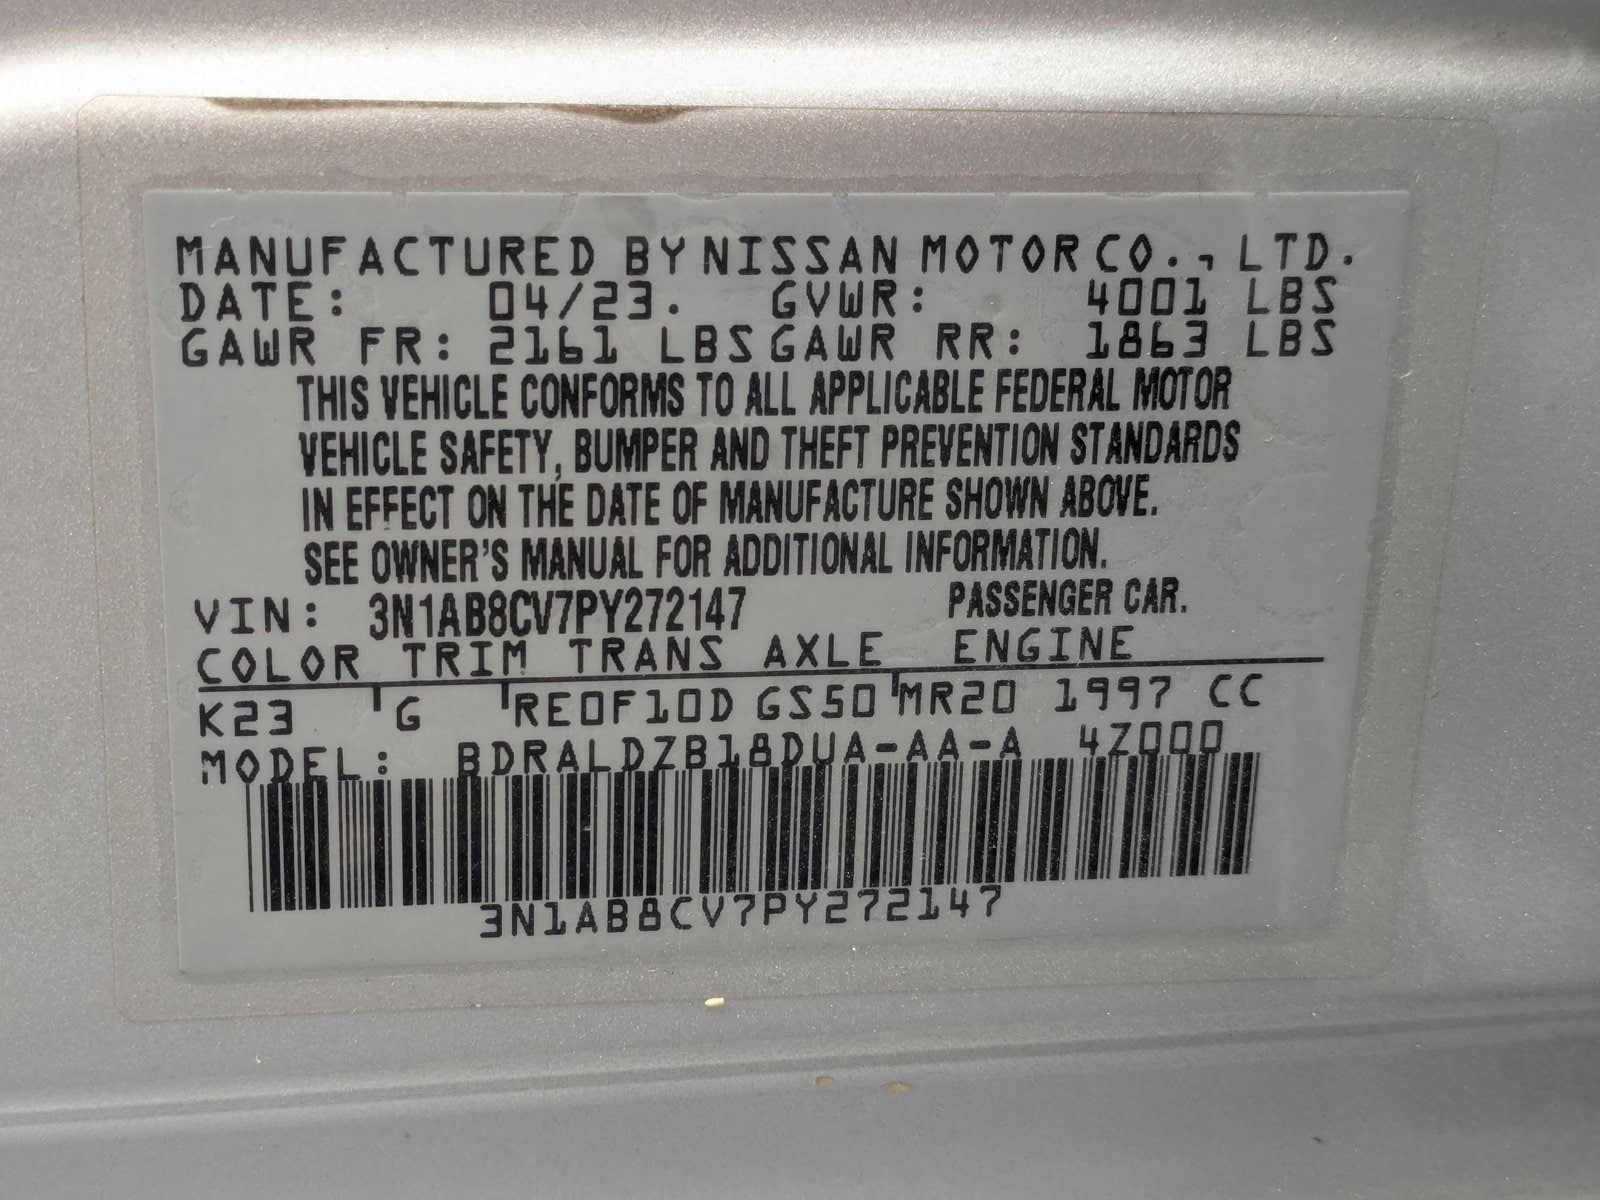 MANUFACTURED BY NISSAN MOTOR CO., LTD.
DATE: 04/23. GVWR: 4001 LBS
GAWR FR: 2161 LBS GAWR RR: 1863 LBS
THIS VEHICLE CONFORMS TO ALL APPLICABLE FEDERAL MOTOR
VEHICLE SAFETY, BUMPER AND THEFT PREVENTION STANDARDS
IN EFFECT ON THE DATE OF MANUFACTURE SHOWN ABOVE.
SEE OWNER'S MANUAL FOR ADDITIONAL INFORMATION.
VIN: 3N1AB8CV7PY272147 PASSENGER CAR.
COLOR TRIM TRANS AXLE ENGINE
K23 G RE0F10D GS50 MR20 1997 CC
MODEL: BDRALDZB18DUA-AA-A 4Z000
3N1AB8CV7PY272147